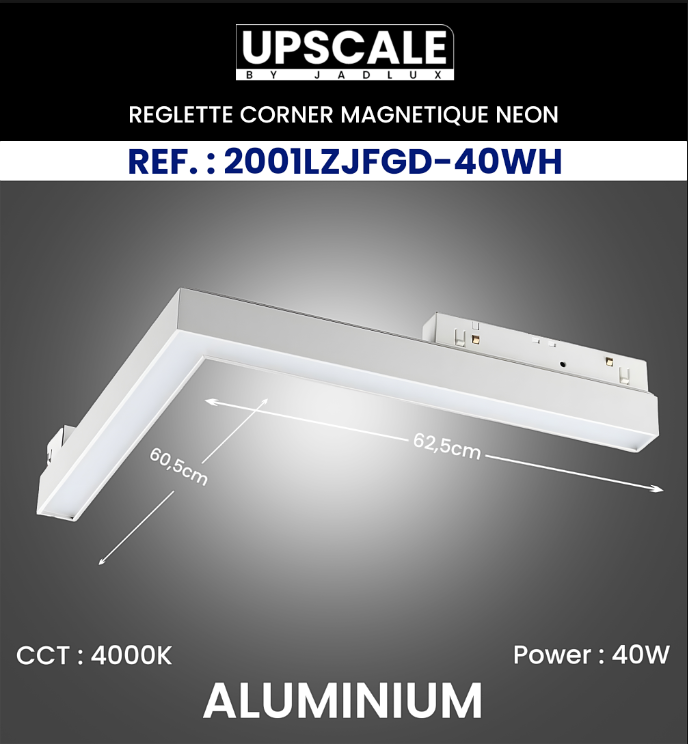 UPSCALE
BY JADLUX
REGLETTE CORNER MAGNETIQUE NEON
REF. : 2001LZJFGD-40WH
62,5cm
60,5cm
CCT : 4000K
Power : 40W
ALUMINIUM